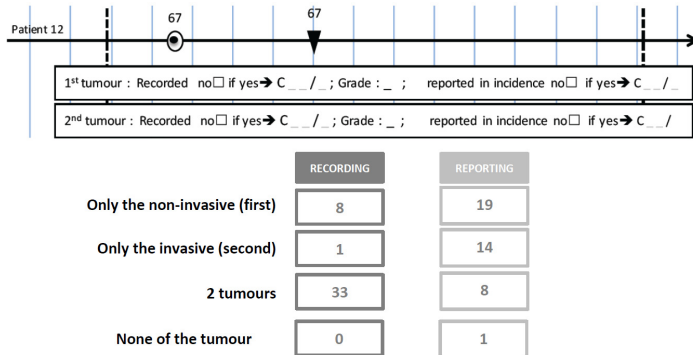 67 67
Patient 12
1st tumour : Recorded no☐ if yes➔ C _ _ / _ ; Grade : _ ; reported in incidence no☐ if yes➔ C _ _ / _
2nd tumour : Recorded no☐ if yes➔ C _ _ / _ ; Grade : _ ; reported in incidence no☐ if yes➔ C _ _ /
RECORDING REPORTING
Only the non-invasive (first) 8 19
Only the invasive (second) 1 14
2 tumours 33 8
None of the tumour 0 1